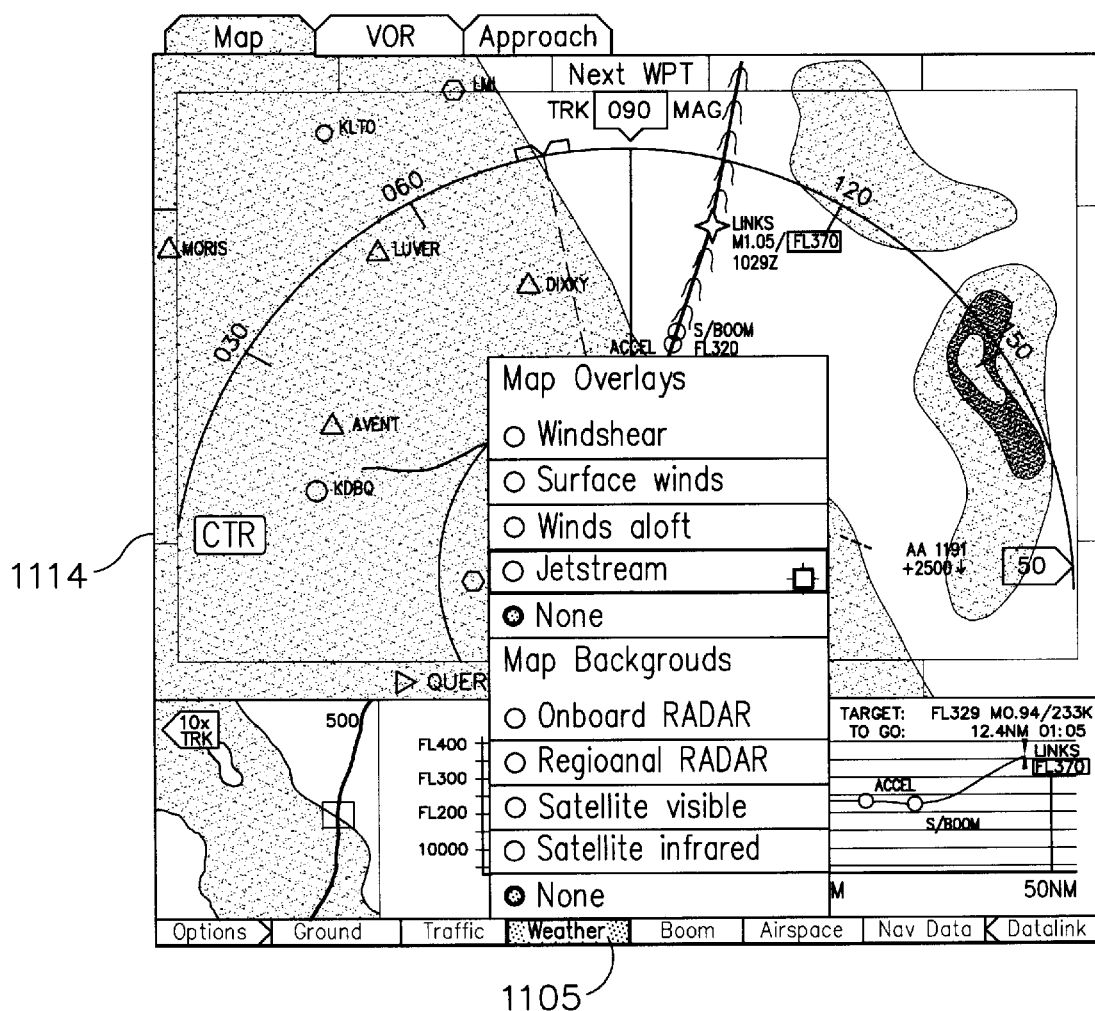 Map VOR Approach
Next WPT
LMI
TRK 090 MAG
KLTO
060
120
LINKS
M1.05/FL370
1029Z
MORIS
LUVER
DIXXY
030
150
S/BOOM
ACCEL FL320
Map Overlays
Windshear
AVENT
Surface winds
KDBQ
Winds aloft
CTR
AA 1191
+2500↓
50
Jetstream
1114
None
Map Backgrouds
QUER
Onboard RADAR
10x
TRK
500
TARGET: FL329 M0.94/233K
TO GO: 12.4NM 01:05
FL400
LINKS
FL370
Regioanal RADAR
FL300
ACCEL
Satellite visible
FL200
S/BOOM
Satellite infrared
10000
None
M 50NM
Options Ground Traffic Weather Boom Airspace Nav Data Datalink
1105